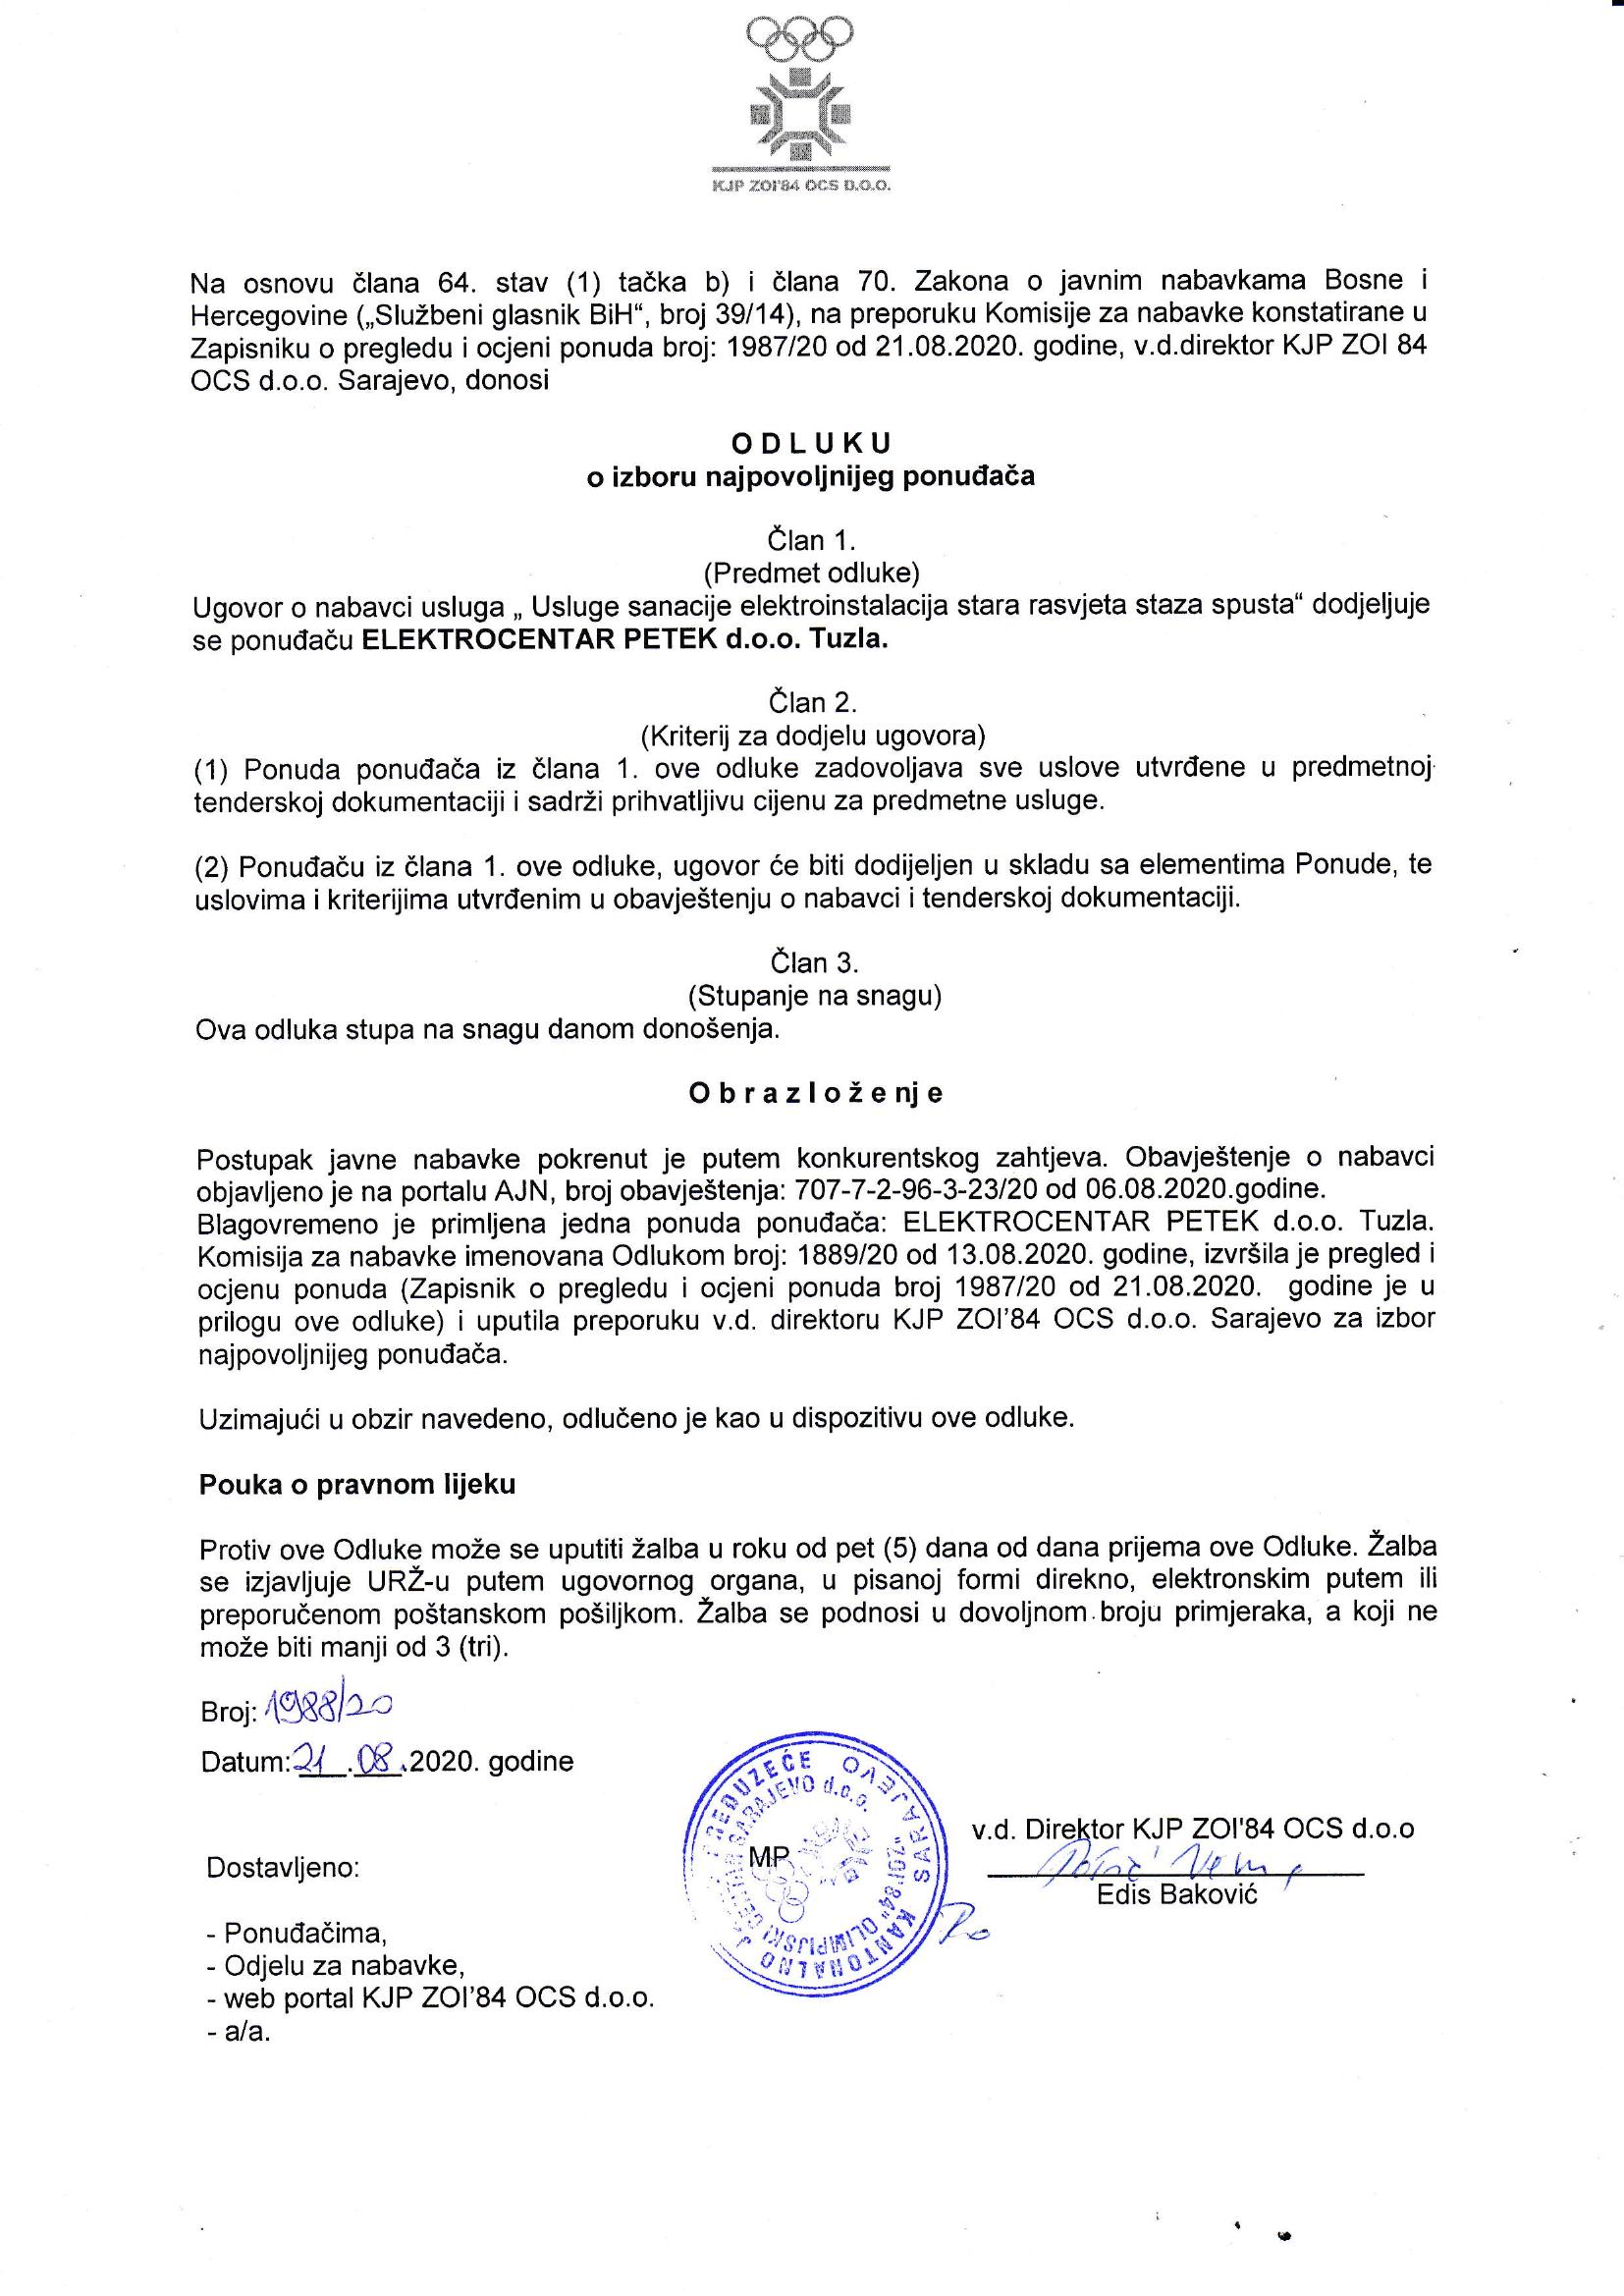 KJP ZOI'84 OCS D.O.O.
Na osnovu člana 64. stav (1) tačka b) i člana 70. Zakona o javnim nabavkama Bosne i
Hercegovine („Službeni glasnik BiH“, broj 39/14), na preporuku Komisije za nabavke konstatirane u
Zapisniku o pregledu i ocjeni ponuda broj: 1987/20 od 21.08.2020. godine, v.d.direktor KJP ZOI 84
OCS d.o.o. Sarajevo, donosi
O D L U K U
o izboru najpovoljnijeg ponuđača
Član 1.
(Predmet odluke)
Ugovor o nabavci usluga „ Usluge sanacije elektroinstalacija stara rasvjeta staza spusta“ dodjeljuje
se ponuđaču ELEKTROCENTAR PETEK d.o.o. Tuzla.
Član 2.
(Kriterij za dodjelu ugovora)
(1) Ponuda ponuđača iz člana 1. ove odluke zadovoljava sve uslove utvrđene u predmetnoj
tenderskoj dokumentaciji i sadrži prihvatljivu cijenu za predmetne usluge.
(2) Ponuđaču iz člana 1. ove odluke, ugovor će biti dodijeljen u skladu sa elementima Ponude, te
uslovima i kriterijima utvrđenim u obavještenju o nabavci i tenderskoj dokumentaciji.
Član 3.
(Stupanje na snagu)
Ova odluka stupa na snagu danom donošenja.
O b r a z l o ž e nj e
Postupak javne nabavke pokrenut je putem konkurentskog zahtjeva. Obavještenje o nabavci
objavljeno je na portalu AJN, broj obavještenja: 707-7-2-96-3-23/20 od 06.08.2020.godine.
Blagovremeno je primljena jedna ponuda ponuđača: ELEKTROCENTAR PETEK d.o.o. Tuzla.
Komisija za nabavke imenovana Odlukom broj: 1889/20 od 13.08.2020. godine, izvršila je pregled i
ocjenu ponuda (Zapisnik o pregledu i ocjeni ponuda broj 1987/20 od 21.08.2020. godine je u
prilogu ove odluke) i uputila preporuku v.d. direktoru KJP ZOI’84 OCS d.o.o. Sarajevo za izbor
najpovoljnijeg ponuđača.
Uzimajući u obzir navedeno, odlučeno je kao u dispozitivu ove odluke.
Pouka o pravnom lijeku
Protiv ove Odluke može se uputiti žalba u roku od pet (5) dana od dana prijema ove Odluke. Žalba
se izjavljuje URŽ-u putem ugovornog organa, u pisanoj formi direkno, elektronskim putem ili
preporučenom poštanskom pošiljkom. Žalba se podnosi u dovoljnom broju primjeraka, a koji ne
može biti manji od 3 (tri).
Broj: 1988/20
Datum: 21.08.2020. godine
KANTONALNO PREDUZEĆE SARAJEVO
"ZOI'84" OLIMPIJSKI CENTAR SARAJEVO d.o.o.
MP
v.d. Direktor KJP ZOI'84 OCS d.o.o
Edis Baković
Dostavljeno:
- Ponuđačima,
- Odjelu za nabavke,
- web portal KJP ZOI’84 OCS d.o.o.
- a/a.